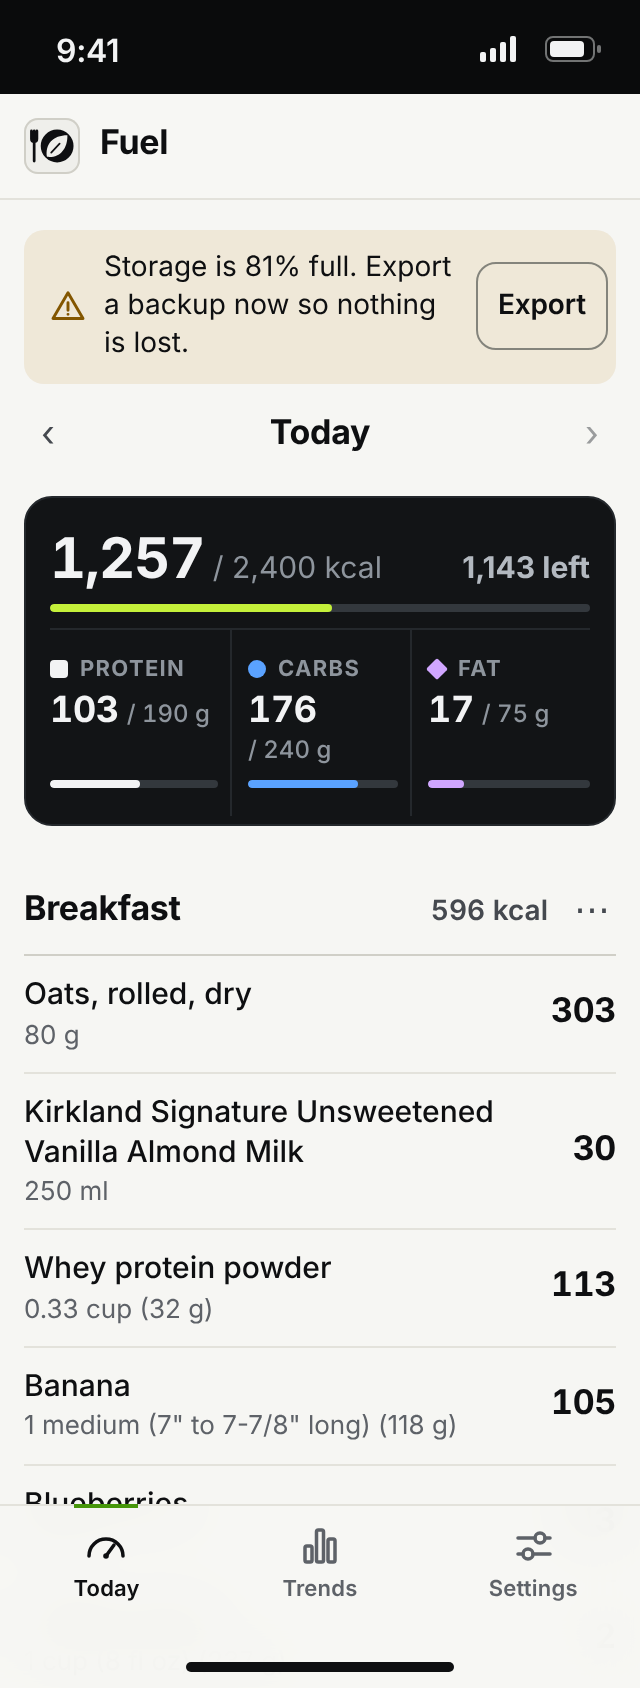 9:41
Fuel
Storage is 81% full. Export
a backup now so nothing
is lost.
Export
‹ Today ›
1,257 / 2,400 kcal 1,143 left
PROTEIN CARBS FAT
103 / 190 g 176 17 / 75 g
/ 240 g
Breakfast 596 kcal ...
Oats, rolled, dry
80 g
303
Kirkland Signature Unsweetened
Vanilla Almond Milk
250 ml
30
Whey protein powder
0.33 cup (32 g)
113
Banana
1 medium (7" to 7-7/8" long) (118 g)
105
Blueberries
Today Trends Settings